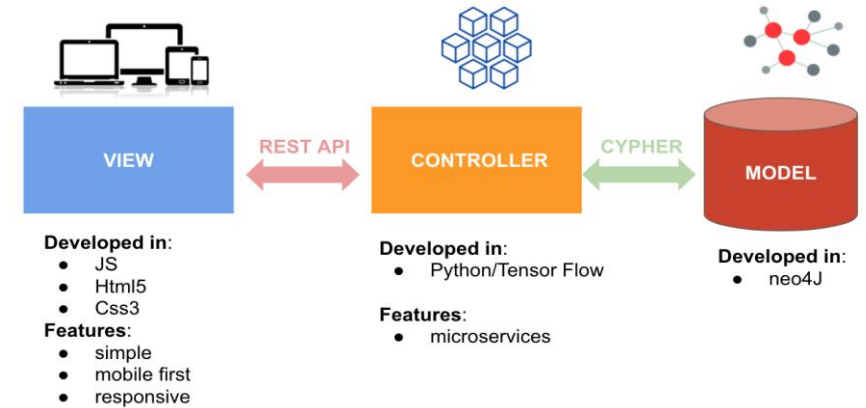 VIEW
REST API
CONTROLLER
CYPHER
MODEL
Developed in:
● JS
● Html5
● Css3
Features:
● simple
● mobile first
● responsive
Developed in:
● Python/Tensor Flow
Features:
● microservices
Developed in:
● neo4J